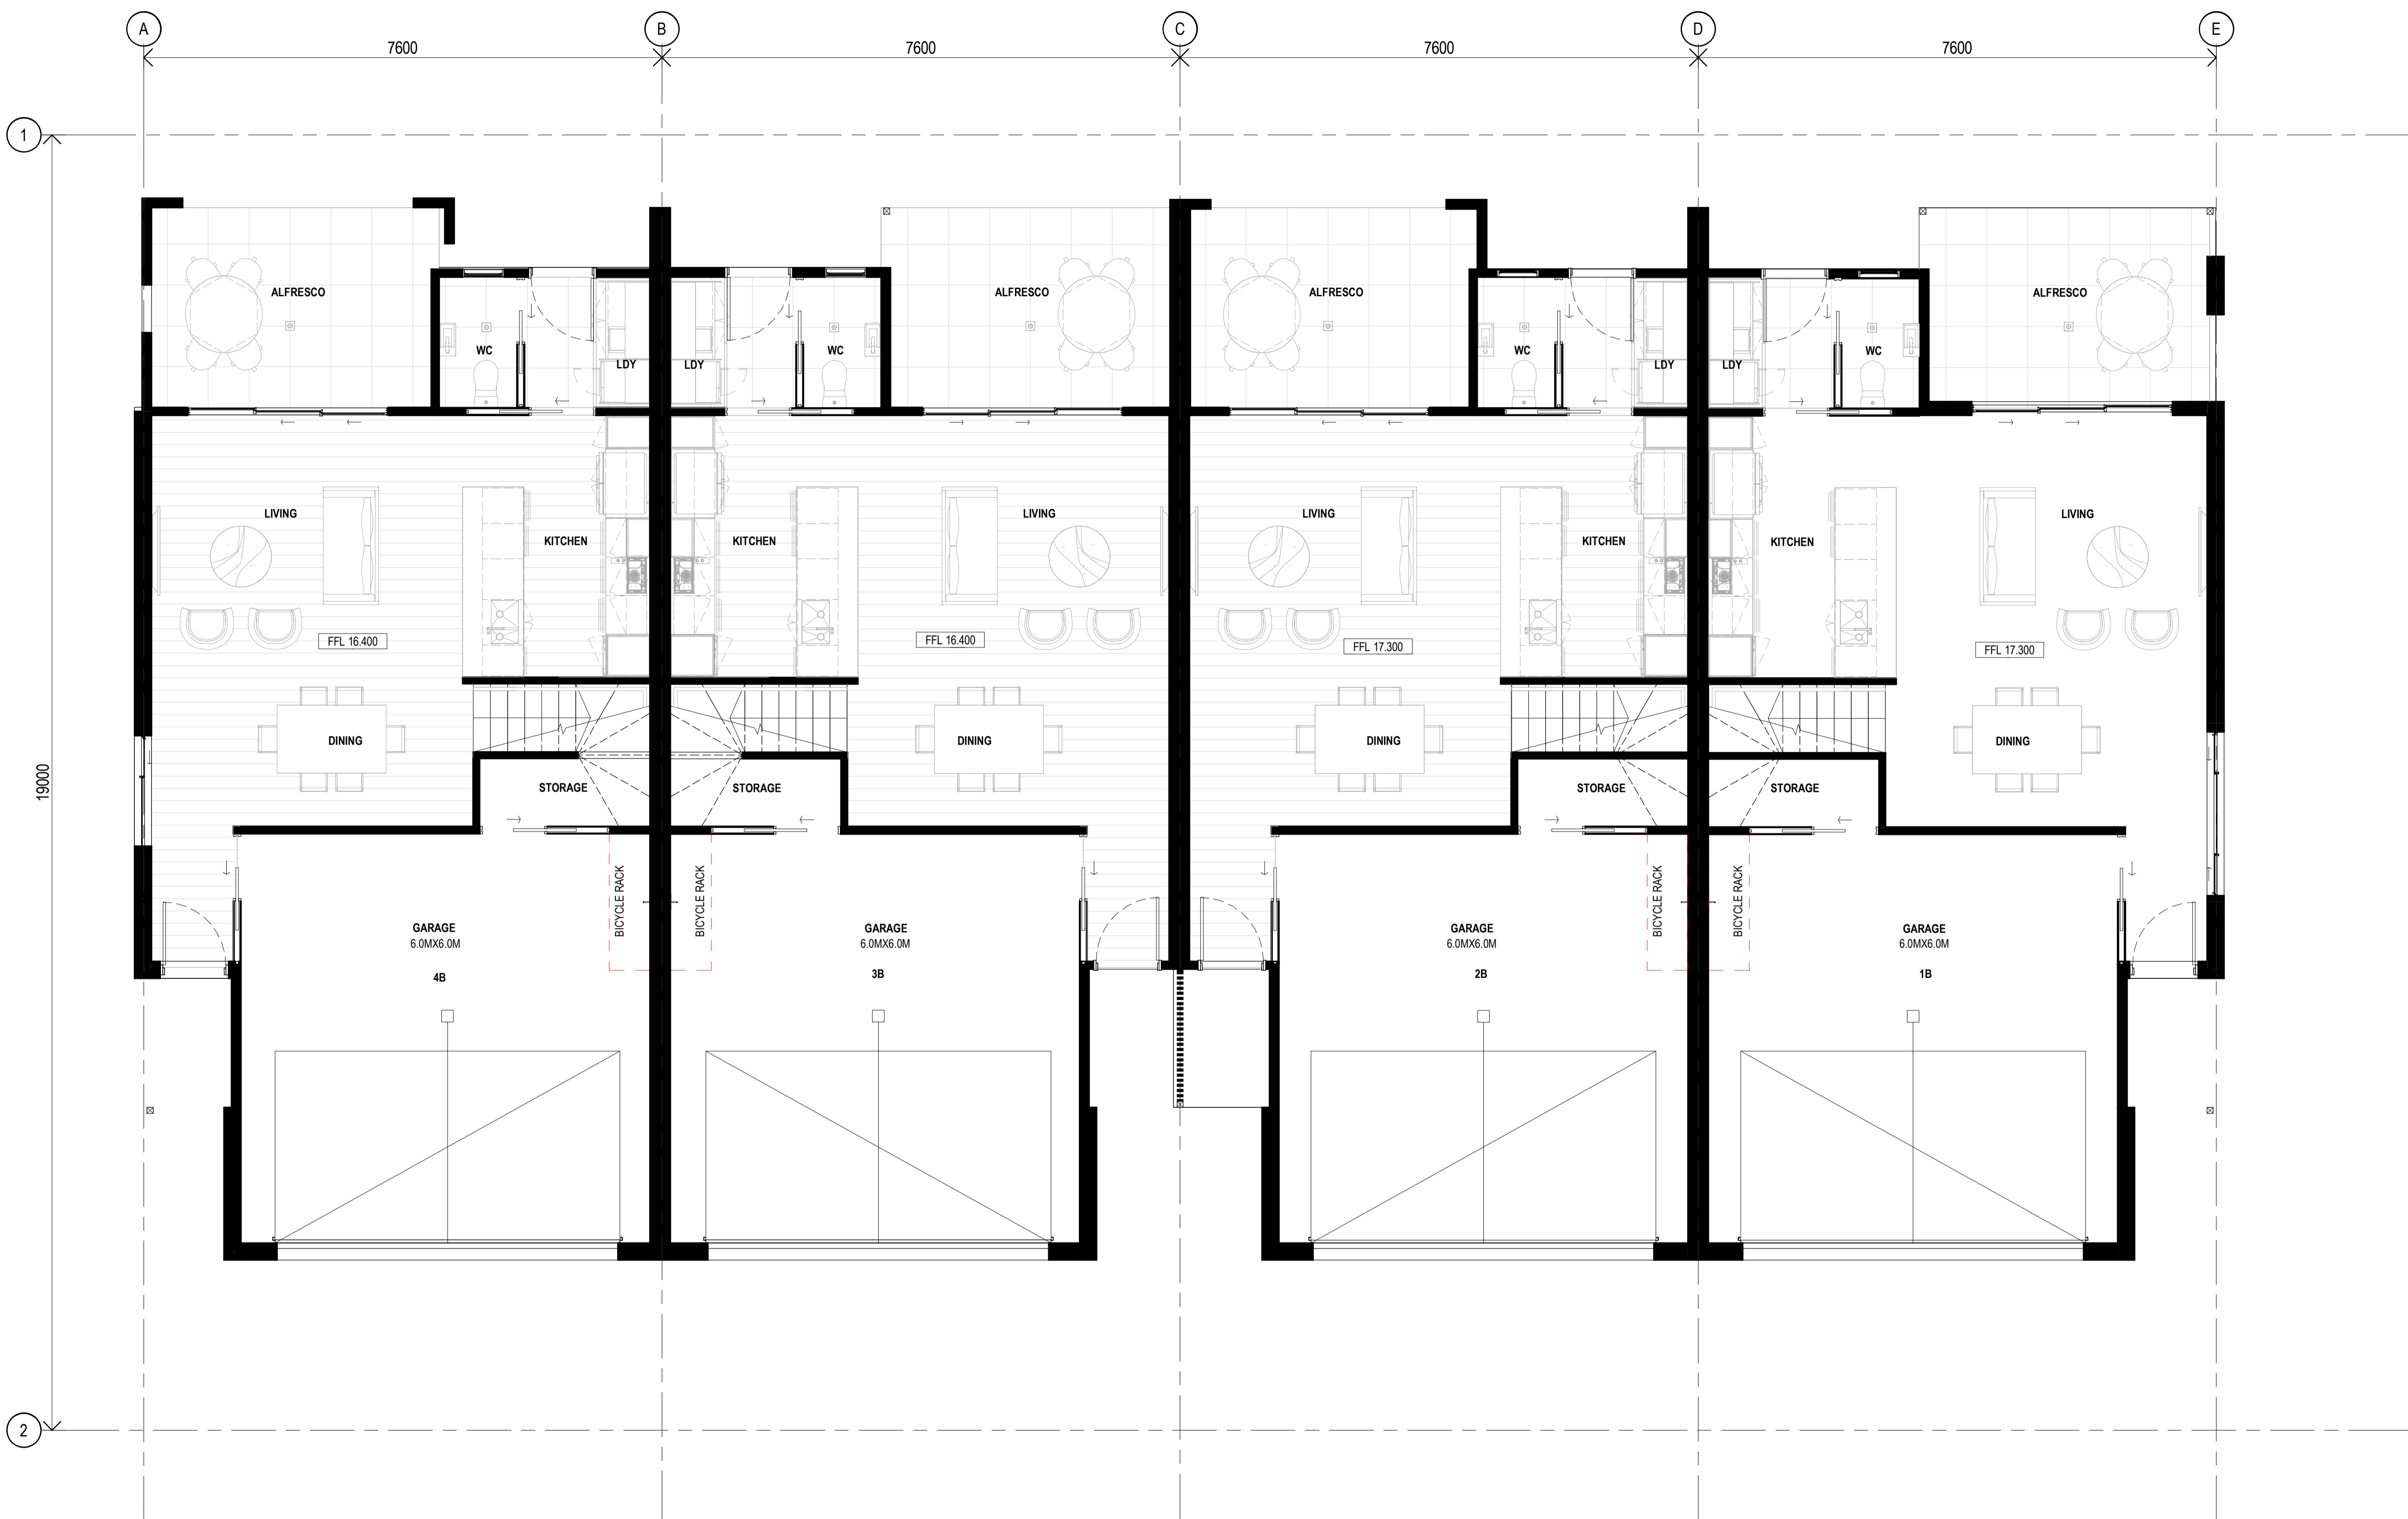 A
B
C
D
E
7600
7600
7600
7600
1
ALFRESCO
ALFRESCO
ALFRESCO
ALFRESCO
WC
LDY
LDY
WC
WC
LDY
LDY
WC
LIVING
KITCHEN
KITCHEN
LIVING
LIVING
KITCHEN
KITCHEN
LIVING
FFL 16.400
FFL 16.400
FFL 17.300
FFL 17.300
DINING
DINING
DINING
DINING
19000
STORAGE
STORAGE
STORAGE
STORAGE
BICYCLE RACK
BICYCLE RACK
BICYCLE RACK
BICYCLE RACK
GARAGE
6.0MX6.0M
4B
GARAGE
6.0MX6.0M
3B
GARAGE
6.0MX6.0M
2B
GARAGE
6.0MX6.0M
1B
2